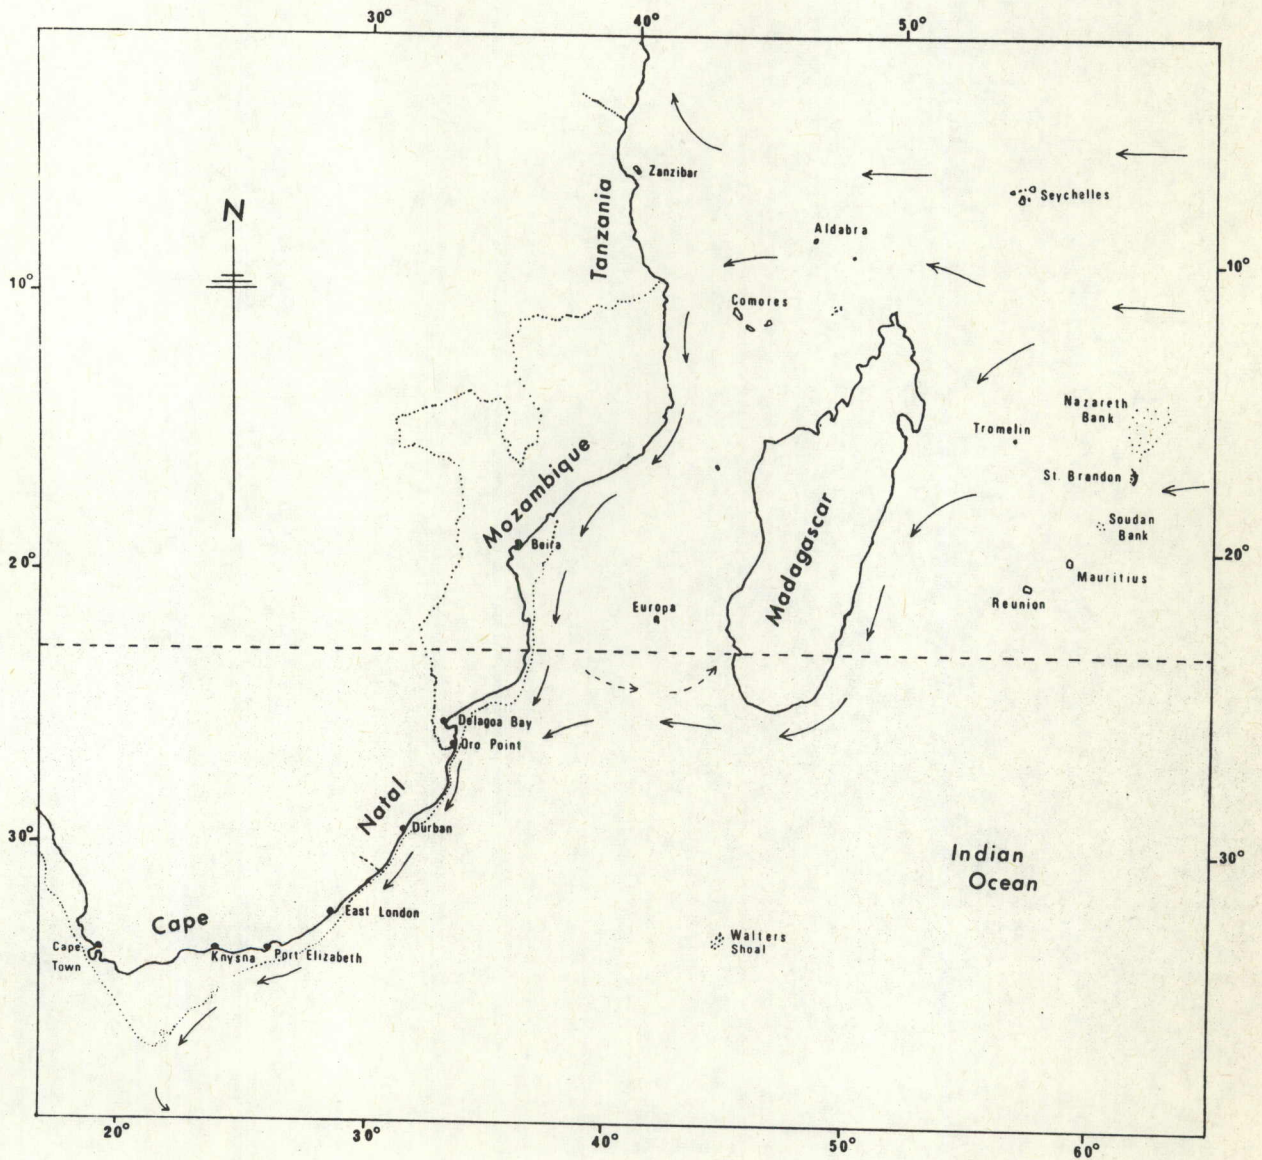 30°
40°
50°
Zanzibar
Seychelles
Tanzania
N
Aldabra
10°
10°
Comores
Nazareth
Bank
Tromelin
Mozambique
St. Brandon
Madagascar
Soudan
Bank
Beira
20°
20°
Mauritius
Europa
Reunion
Delagoa Bay
Oro Point
Natal
Durban
30°
30°
Indian
Ocean
East London
Cape
Walters
Shoal
Cape
Town
Knysna
Port Elizabeth
20°
30°
40°
50°
60°